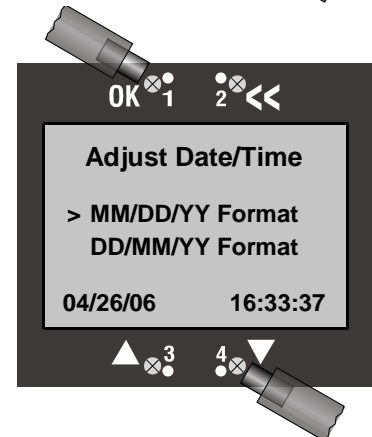 OK 1 2 <<
Adjust Date/Time
> MM/DD/YY Format
DD/MM/YY Format
04/26/06 16:33:37
3 4